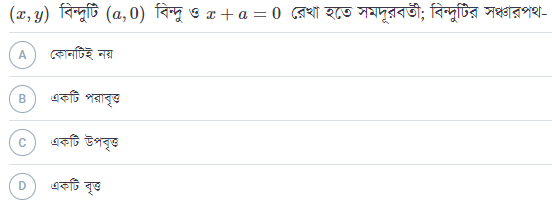 (x, y) বিন্দুটি (a, 0) বিন্দু ও x + a = 0 রেখা হতে সমদূরবর্তী; বিন্দুটির সঞ্চারপথ-
A কোনটিই নয়
B একটি পরাবৃত্ত
C একটি উপবৃত্ত
D একটি বৃত্ত